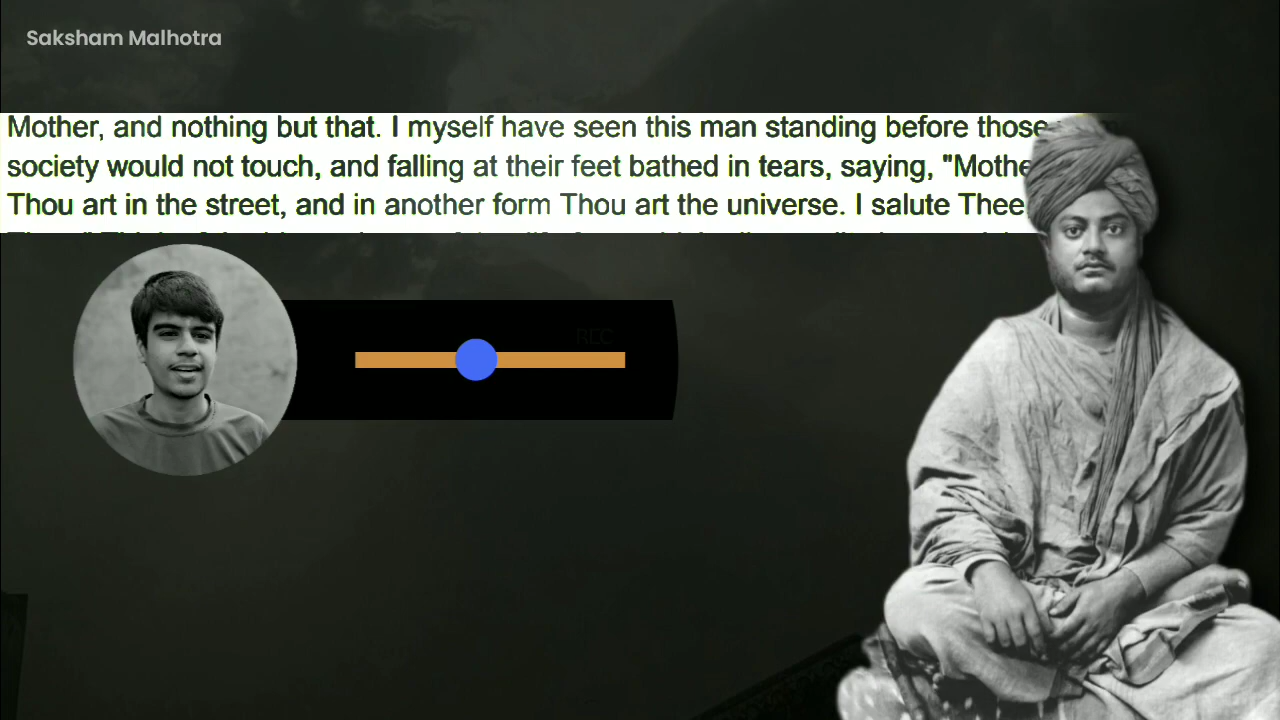 Saksham Malhotra
Mother, and nothing but that. I myself have seen this man standing before those
society would not touch, and falling at their feet bathed in tears, saying, "Mothe
Thou art in the street, and in another form Thou art the universe. I salute Thee
REC